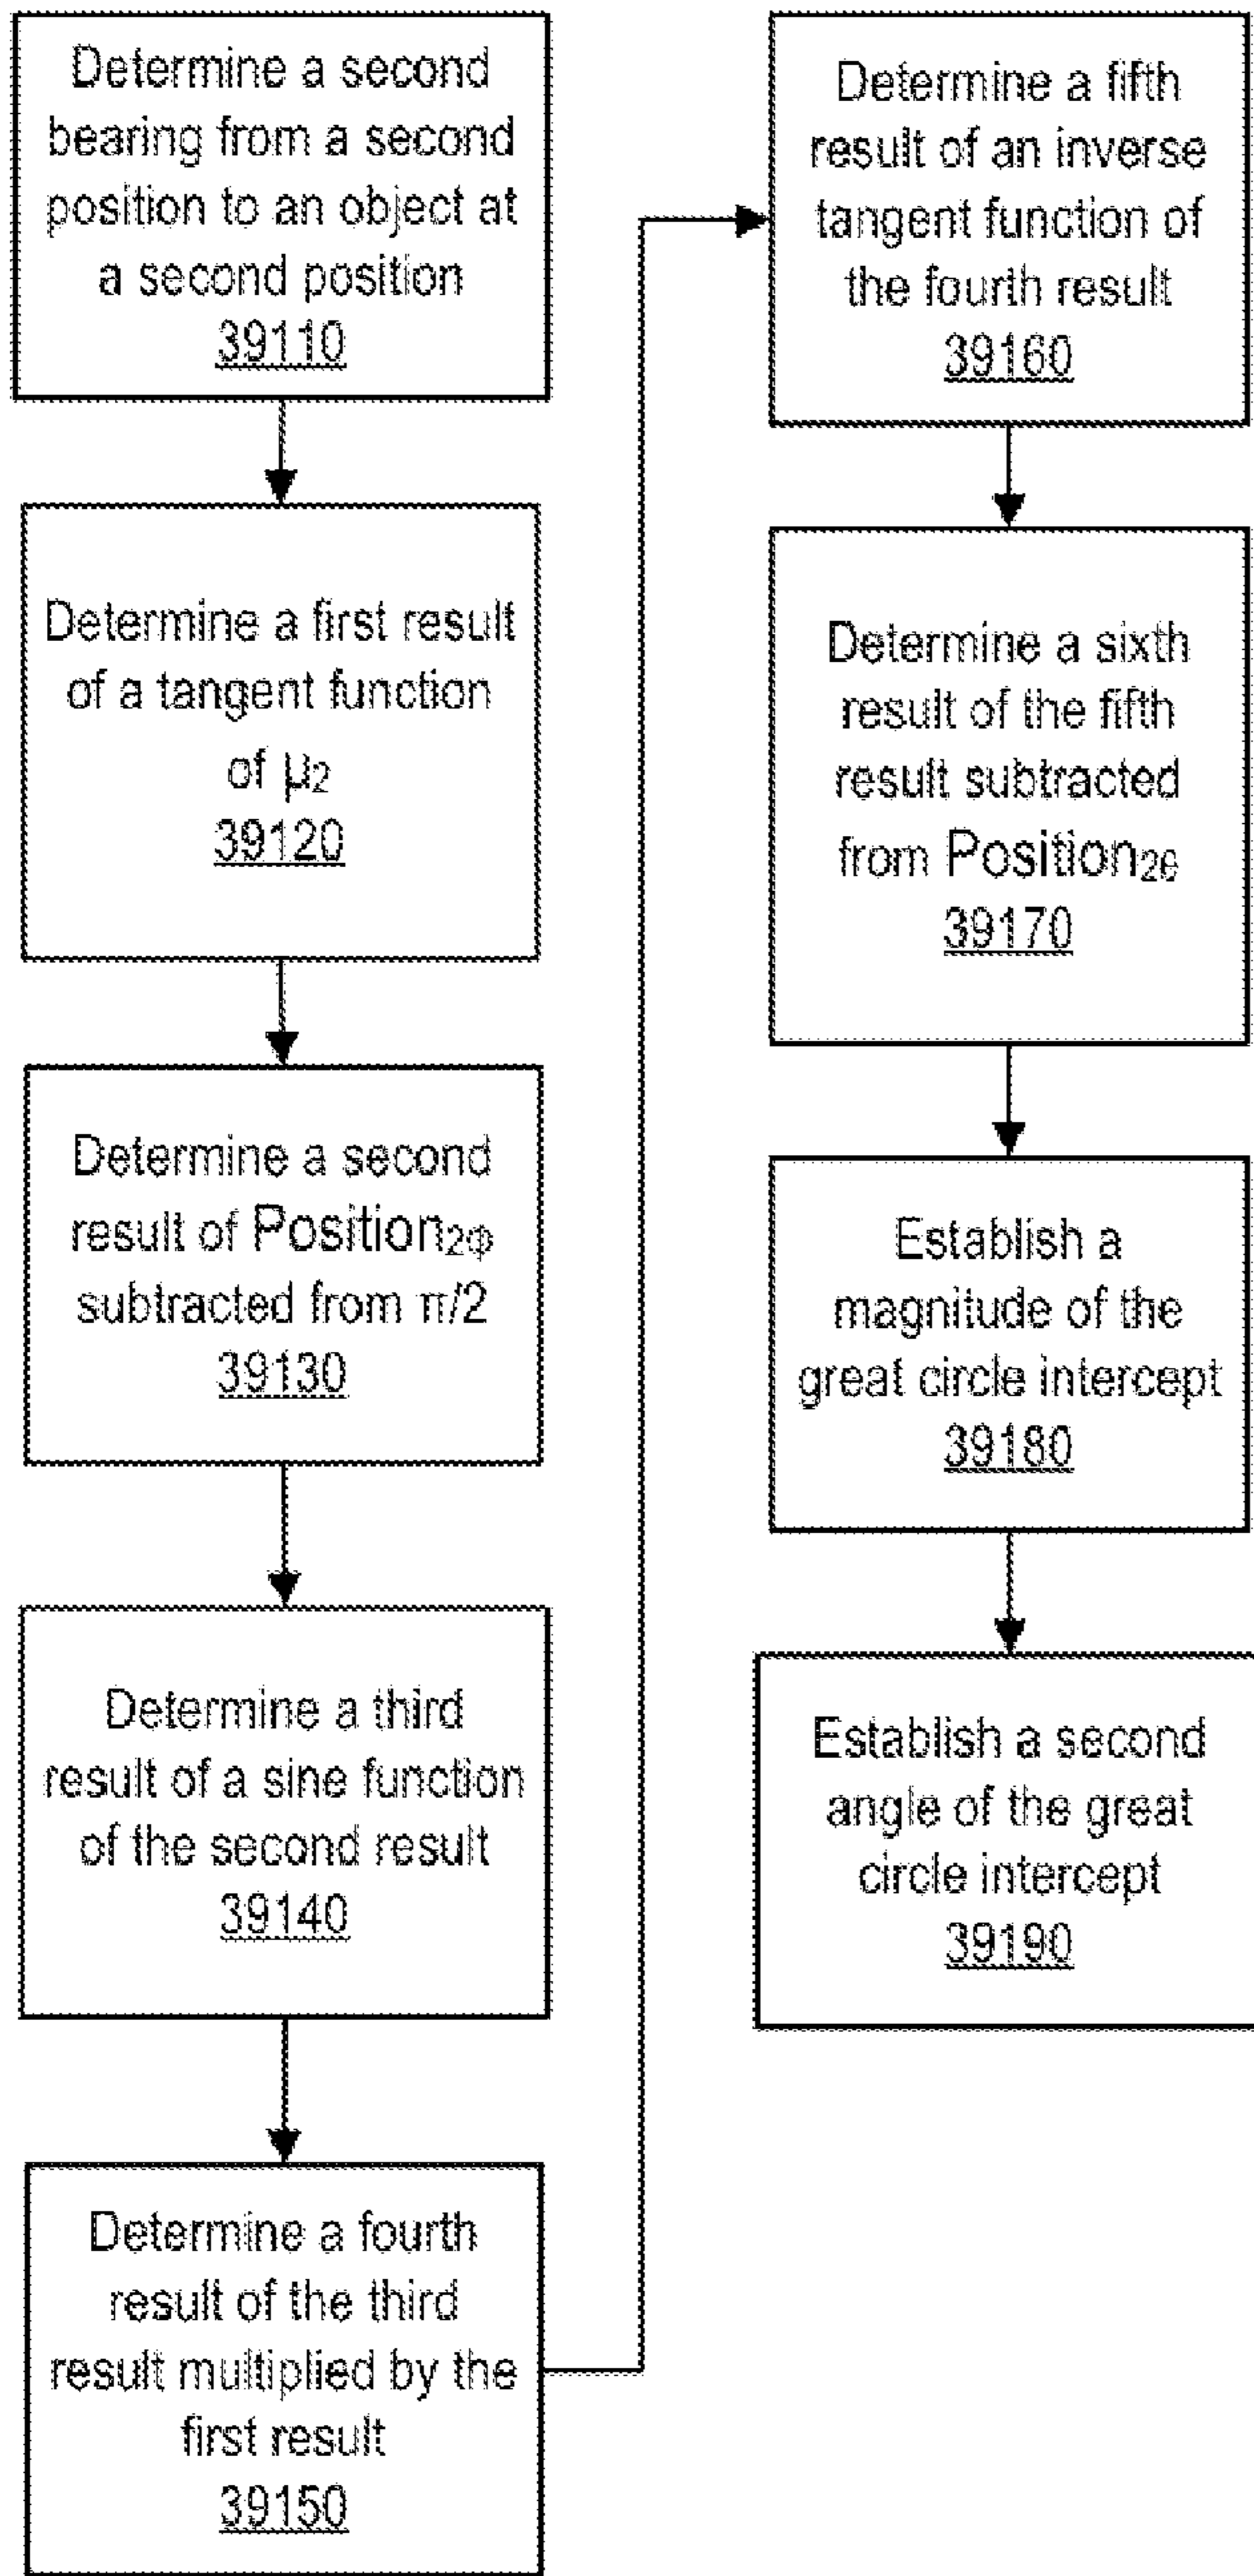 Determine a second
bearing from a second
position to an object at
a second position
39110
Determine a first result
of a tangent function
of μ₂
39120
Determine a second
result of Position₂φ
subtracted from π/2
39130
Determine a third
result of a sine function
of the second result
39140
Determine a fourth
result of the third
result multiplied by the
first result
39150
Determine a fifth
result of an inverse
tangent function of
the fourth result
39160
Determine a sixth
result of the fifth
result subtracted
from Position₂θ
39170
Establish a
magnitude of the
great circle intercept
39180
Establish a second
angle of the great
circle intercept
39190